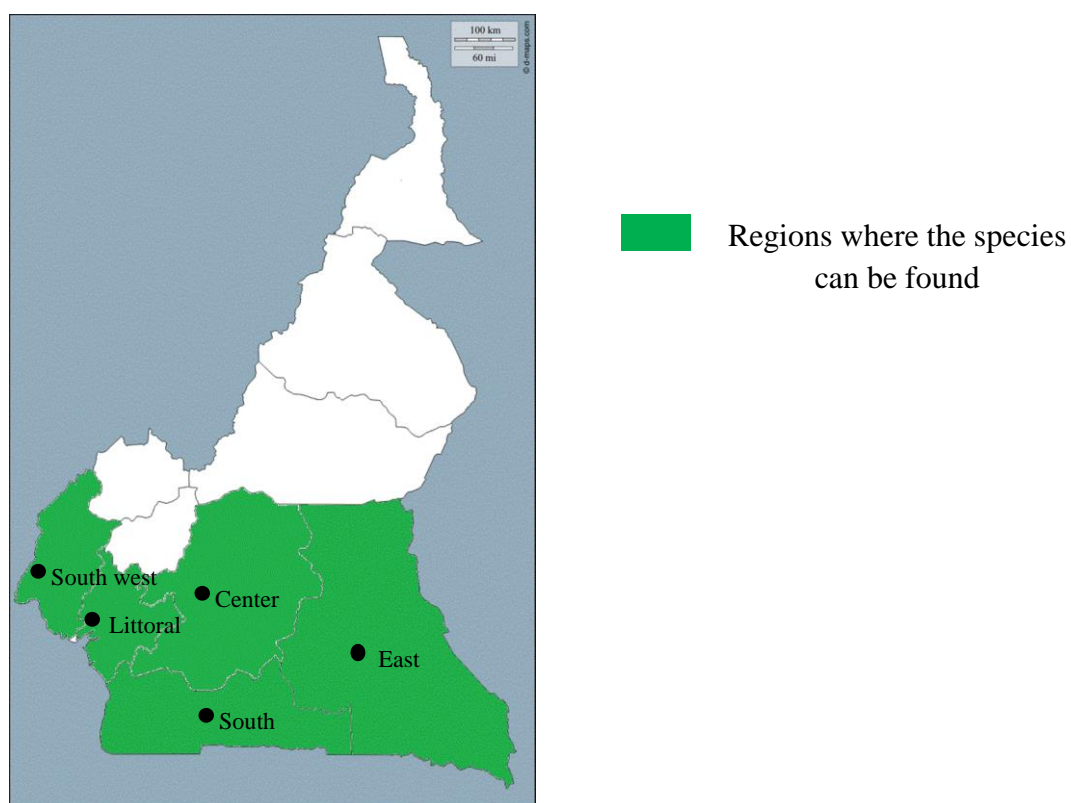 100 km
60 mi
© d-maps.com
Regions where the species
can be found
South west
Center
Littoral
East
South